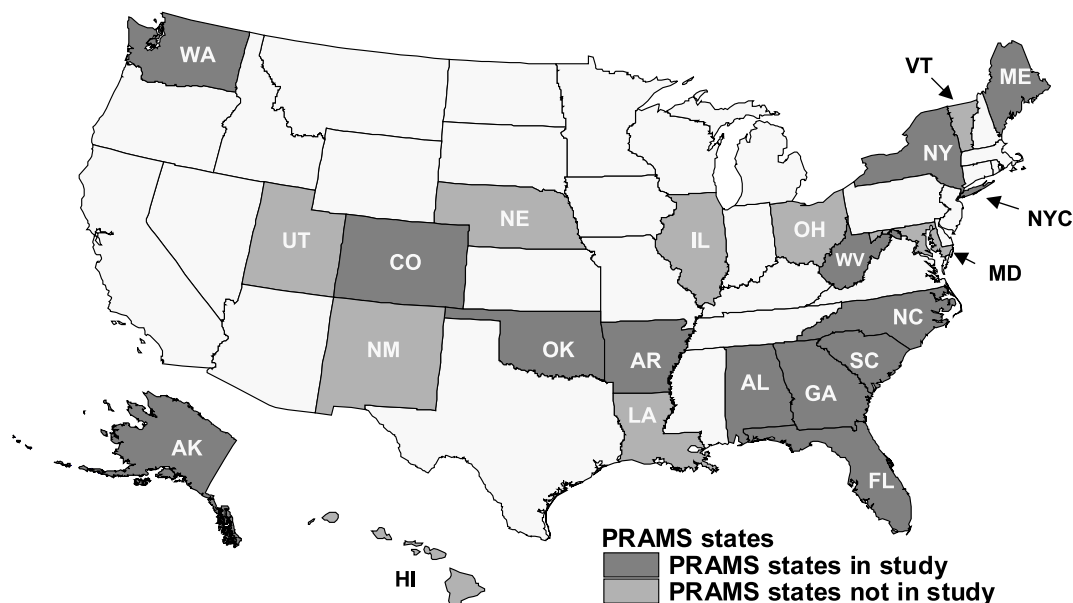 WA
VT
ME
NY
NYC
NE
IL
OH
UT
CO
WV
MD
NC
NM
OK
AR
SC
AL
GA
LA
AK
FL
HI
PRAMS states
PRAMS states in study
PRAMS states not in study